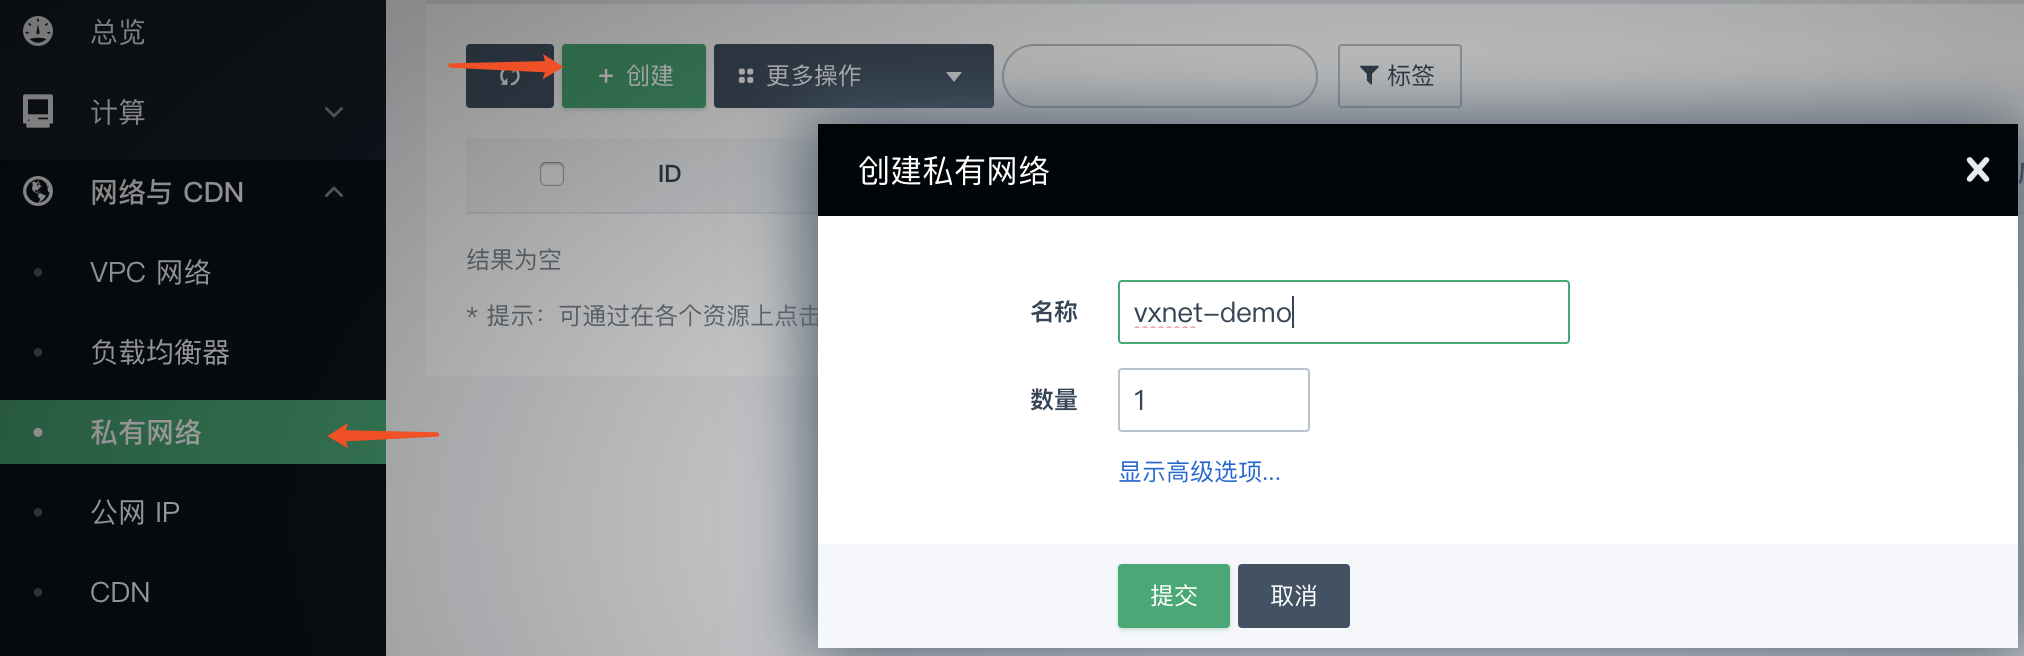 总览
计算
网络与 CDN
VPC 网络
负载均衡器
私有网络
公网 IP
CDN
+ 创建
更多操作
标签
ID
结果为空
* 提示：可通过在各个资源上点击
创建私有网络
名称 vxnet-demo
数量 1
显示高级选项...
提交 取消